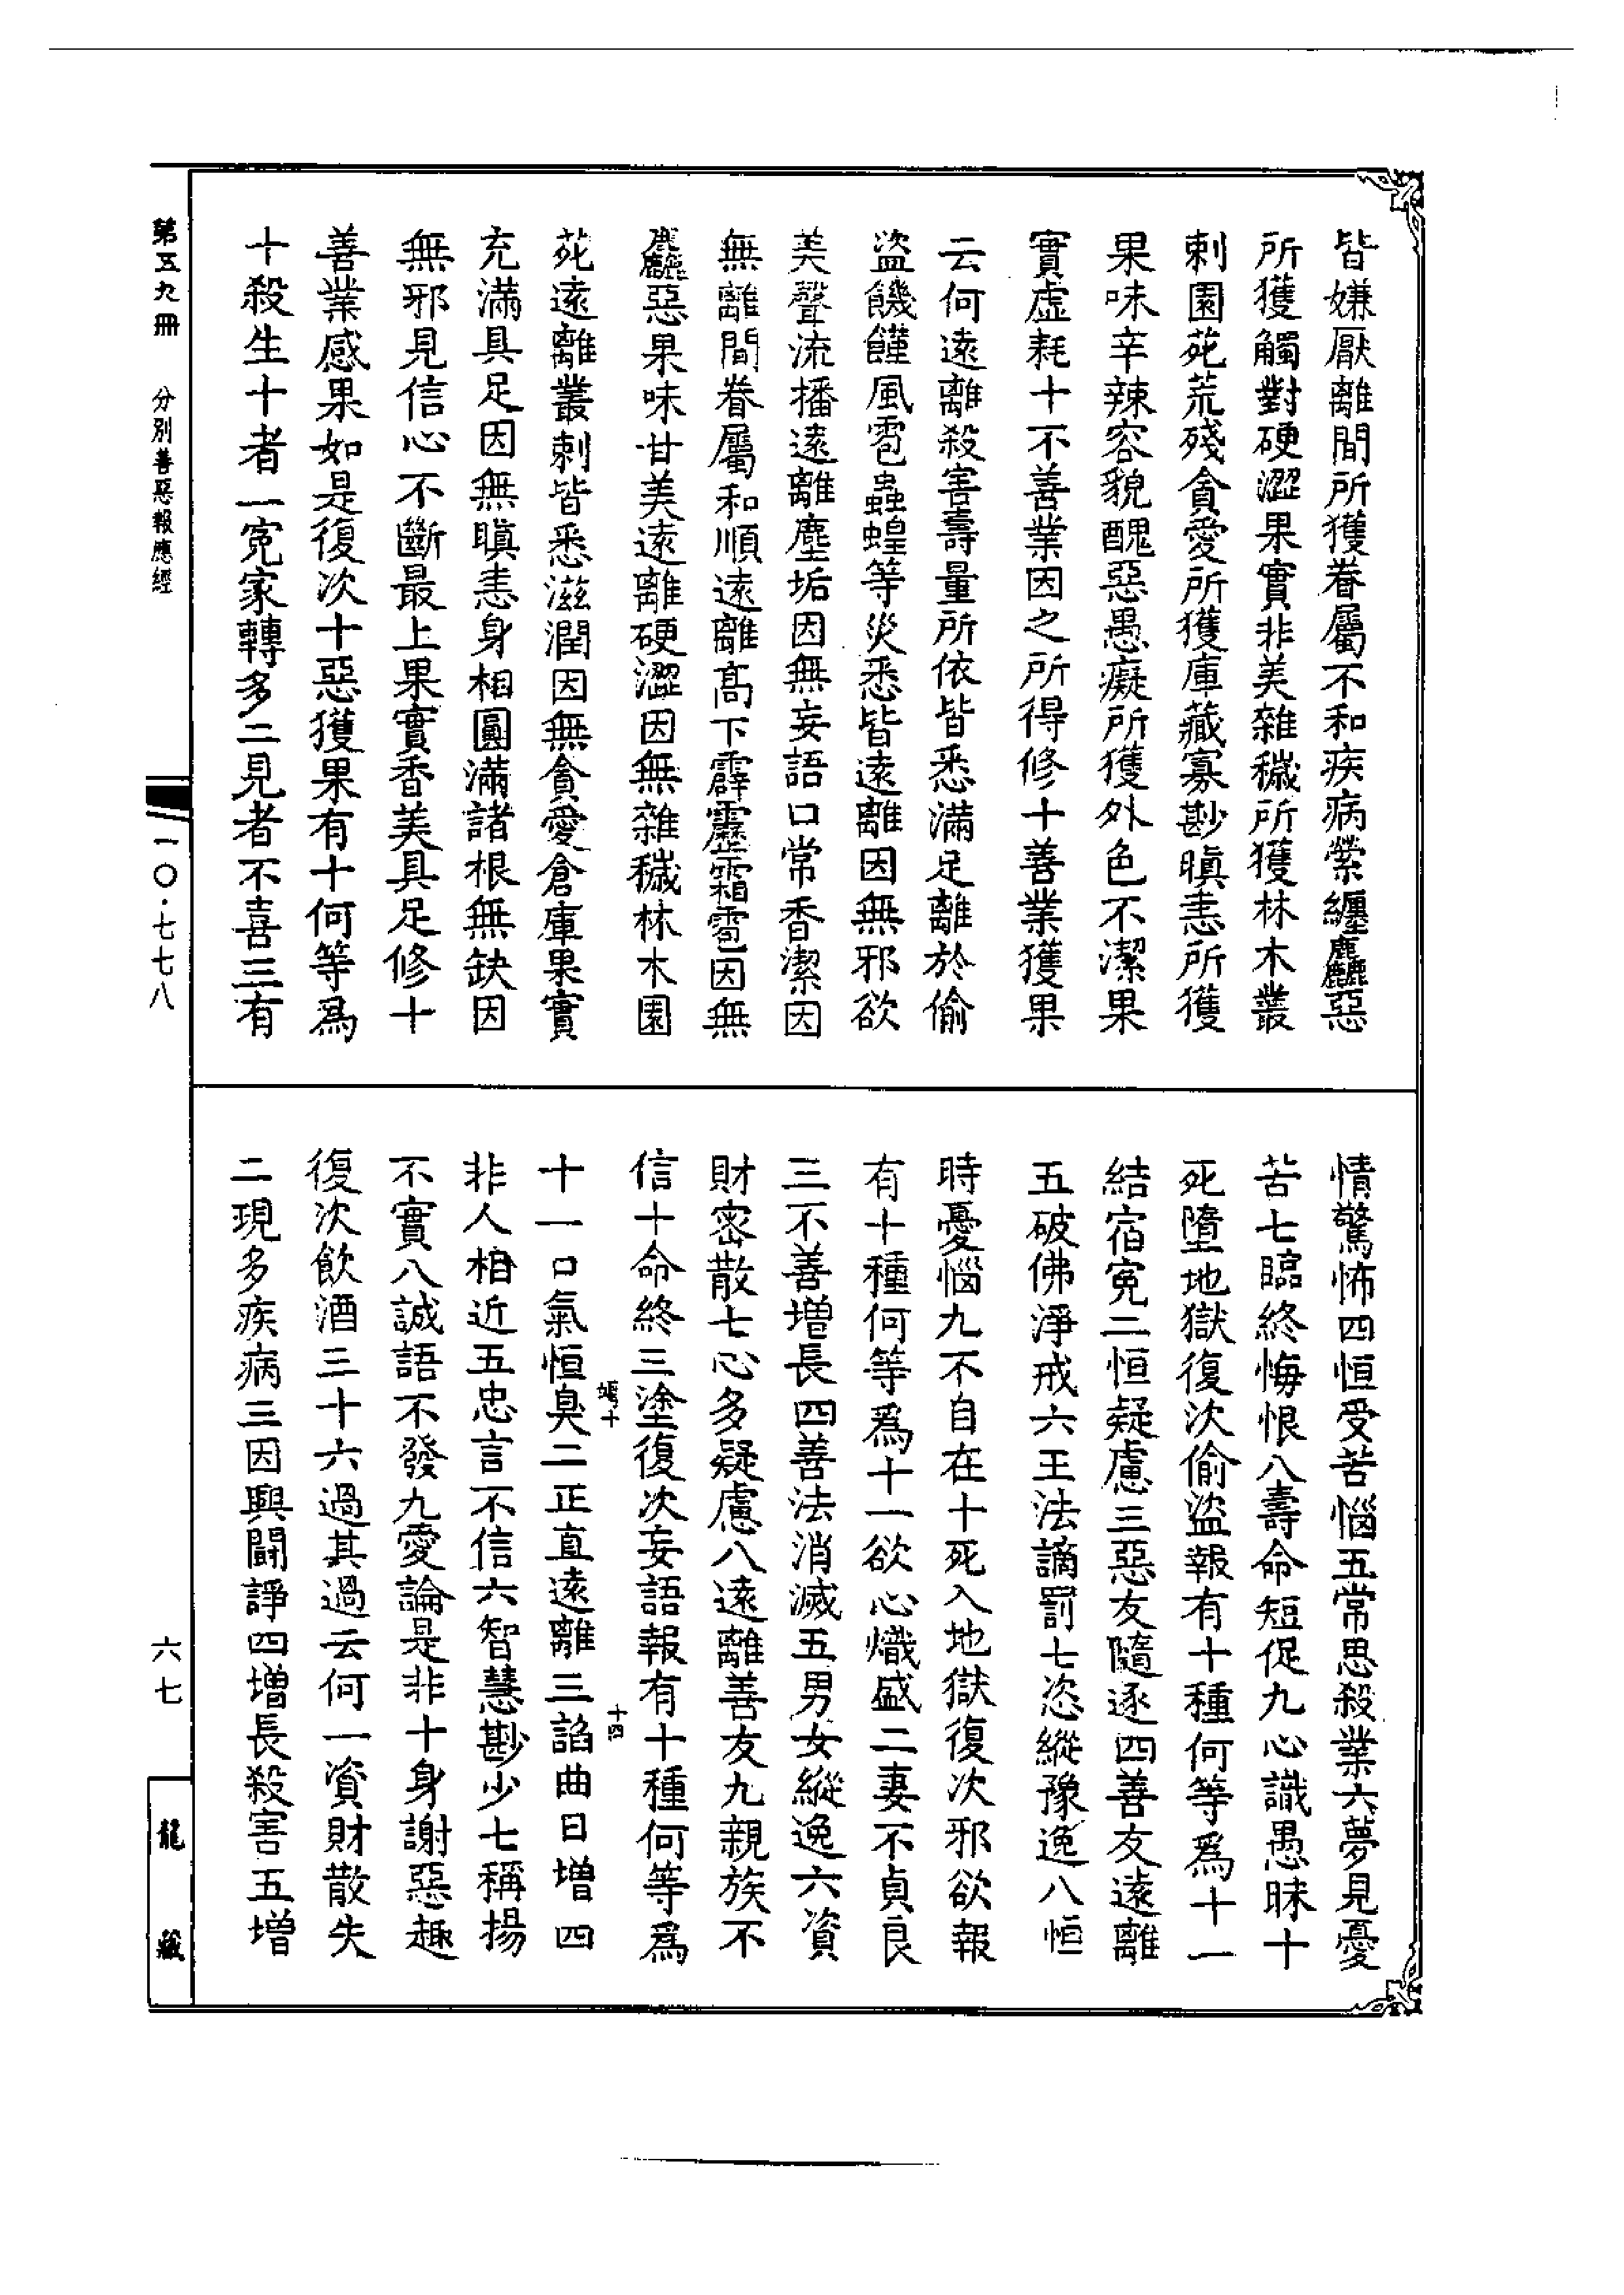 皆嫌厭離間所獲眷屬不和疾病縈纏麤惡
所獲觸對硬澀果實非美雜穢所獲林木叢
刺園苑荒殘貪愛所獲庫藏寡尠瞋恚所獲
果味辛辣容貌醜惡愚癡所獲外色不潔果
實虛耗十不善業因之所得修十善業獲果
云何遠離殺害壽量所依皆悉滿足離於偷
盜饑饉風雹蟲蝗等災悉皆遠離因無邪欲
美聲流播遠離塵垢因無妄語口常香潔因
無離間眷屬和順遠離高下霹靂霜雹因無
麤惡果味甘美遠離硬澀因無雜穢林木園
苑遠離叢刺皆悉滋潤因無貪愛倉庫果實
充滿具足因無瞋恚身相圓滿諸根無缺因
無邪見信心不斷最上果實香美具足修十
善業感果如是復次十惡獲果有十何等為
十殺生十者一冤家轉多二見者不喜三有
情驚怖四恒受苦惱五常思殺業六夢見憂
苦七臨終悔恨八壽命短促九心識愚昧十
死墮地獄復次偷盜報有十種何等為十一
結宿冤二恒疑慮三惡友隨逐四善友遠離
五破佛淨戒六王法謫罰七恣縱豫逸八恒
時憂惱九不自在十死入地獄復次邪欲報
有十種何等為十一欲心熾盛二妻不貞良
三不善增長四善法消滅五男女縱逸六資
財密散七心多疑慮八遠離善友九親族不
信十命終三塗復次妄語報有十種何等為
十一口氣恒臭二正直遠離三諂曲日增四
十四
非人相近五忠言不信六智慧尠少七稱揚
不實八誠語不發九愛論是非十身謝惡趣
復次飲酒三十六過其過云何一資財散失
二現多疾病三因興鬪諍四增長殺害五增
第五九冊 分別善惡報應經
一〇·七七八
六七
龍藏